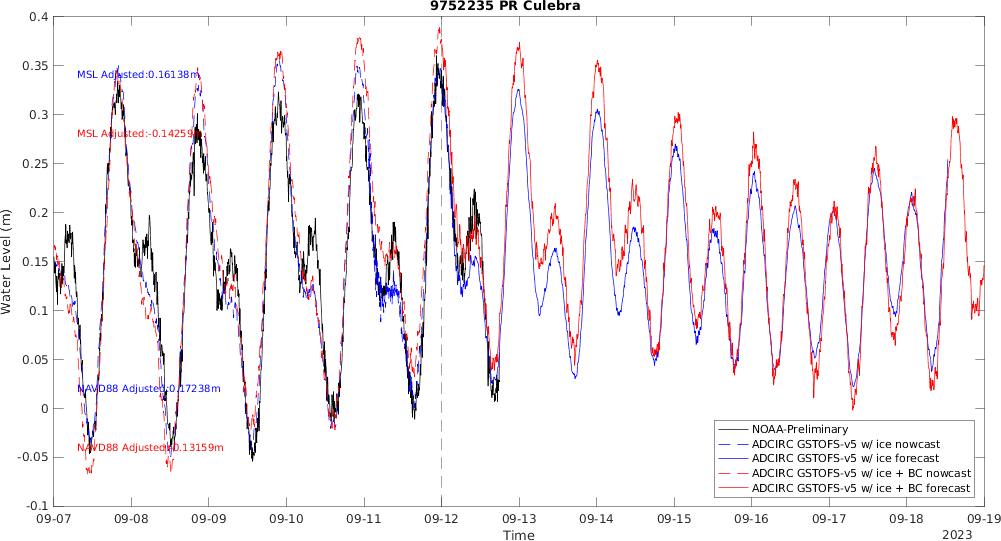 9752235 PR Culebra
0.4
0.35
0.3
0.25
0.2
0.15
0.1
0.05
0
-0.05
-0.1
Water Level (m)
MSL Adjusted:0.16138m
MSL Adjusted:-0.14259m
NAVD88 Adjusted:0.17238m
NAVD88 Adjusted:-0.13159m
NOAA-Preliminary
ADCIRC GSTOFS-v5 w/ ice nowcast
ADCIRC GSTOFS-v5 w/ ice forecast
ADCIRC GSTOFS-v5 w/ ice + BC nowcast
ADCIRC GSTOFS-v5 w/ ice + BC forecast
09-07 09-08 09-09 09-10 09-11 09-12 09-13 09-14 09-15 09-16 09-17 09-18 09-19
Time
2023